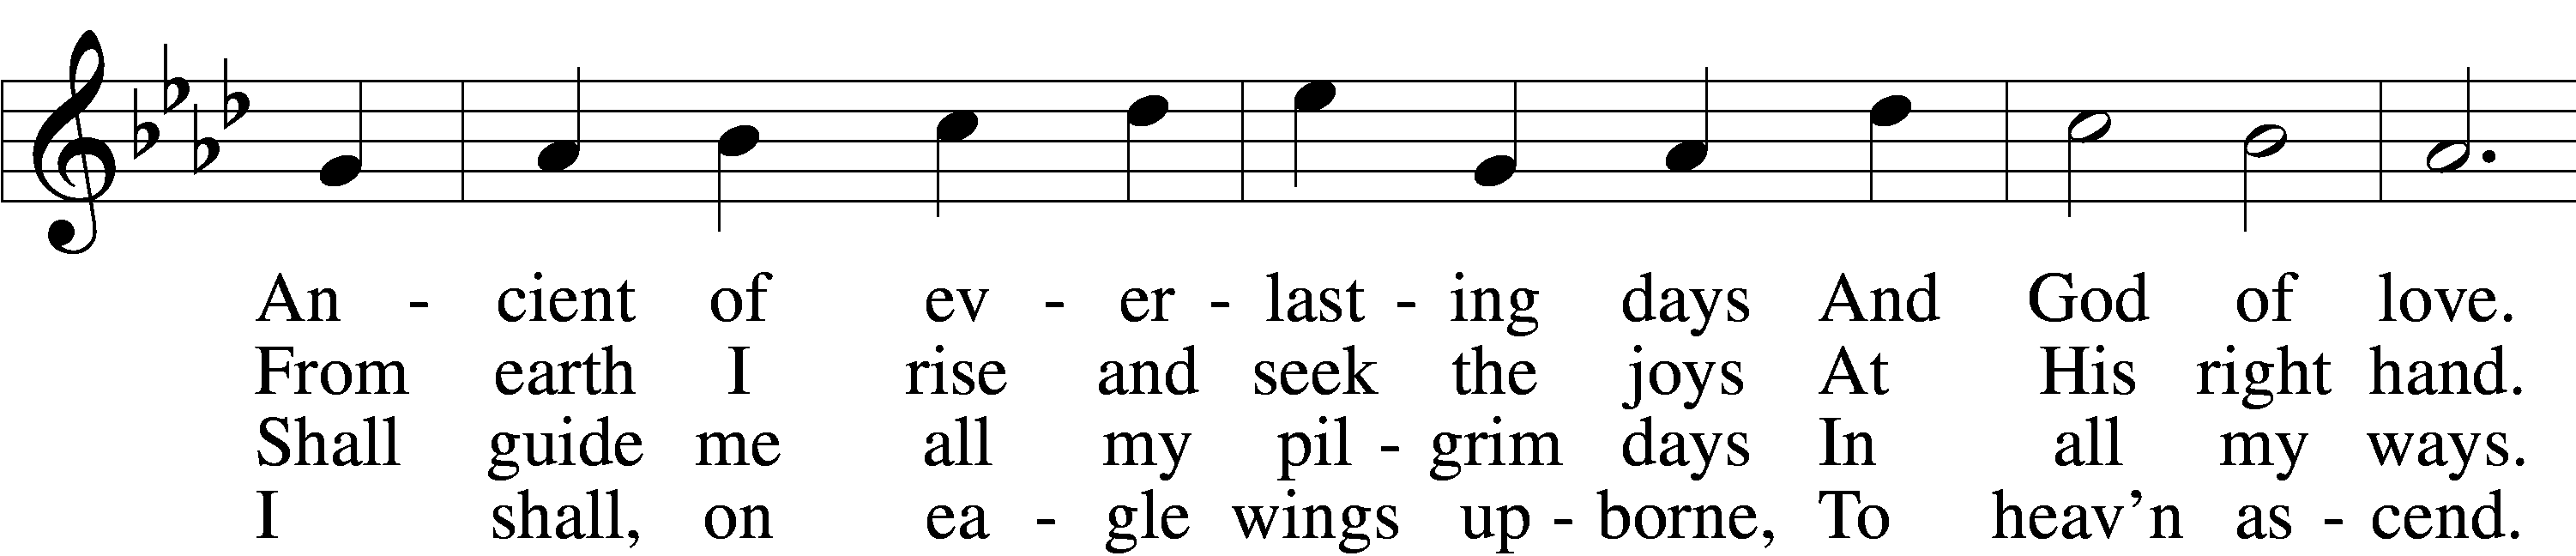 An - cient of ev - er - last - ing days And God of love.
From earth I rise and seek the joys At His right hand.
Shall guide me all my pil - grim days In all my ways.
I shall, on ea - gle wings up - borne, To heav’n as - cend.